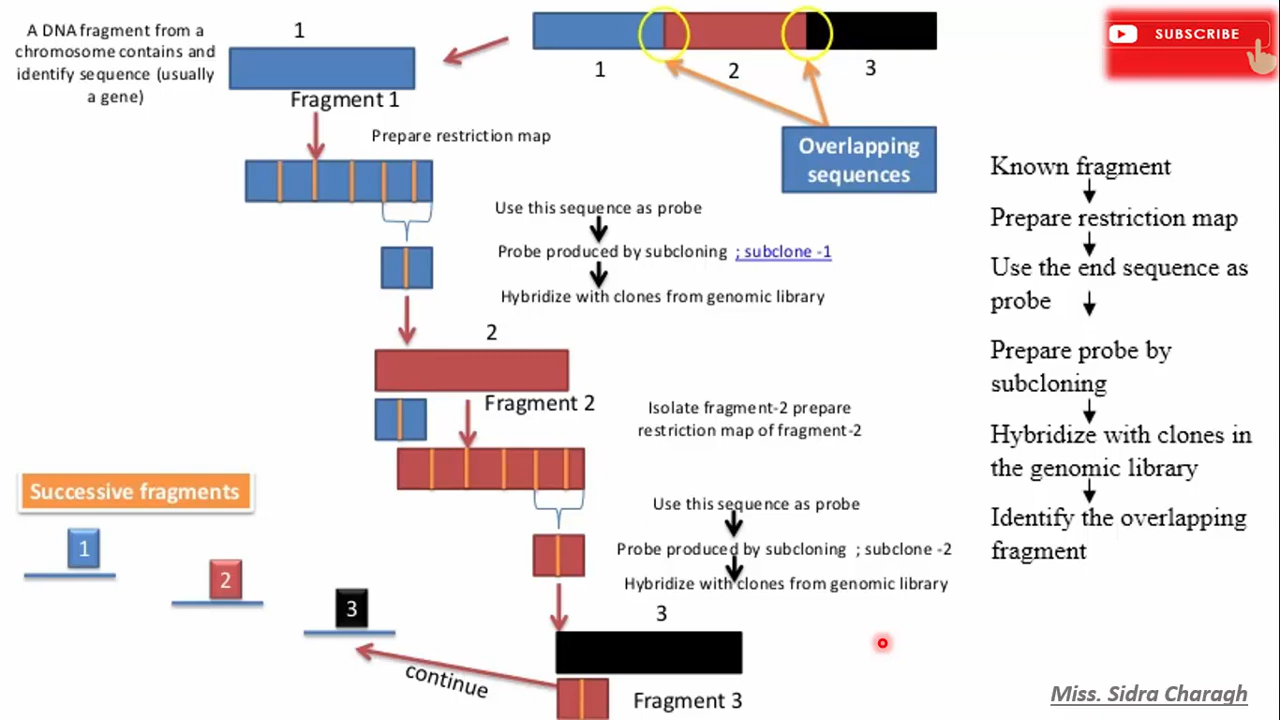 A DNA fragment from a
chromosome contains and
identify sequence (usually
a gene)
1
Fragment 1
Prepare restriction map
1
2
3
Overlapping
sequences
SUBSCRIBE
Use this sequence as probe
Probe produced by subcloning ; subclone -1
Hybridize with clones from genomic library
2
Fragment 2
Isolate fragment-2 prepare
restriction map of fragment-2
Use this sequence as probe
Probe produced by subcloning ; subclone -2
Hybridize with clones from genomic library
3
Fragment 3
continue
Successive fragments
1
2
3
Known fragment
Prepare restriction map
Use the end sequence as
probe
Prepare probe by
subcloning
Hybridize with clones in
the genomic library
Identify the overlapping
fragment
Miss. Sidra Charagh